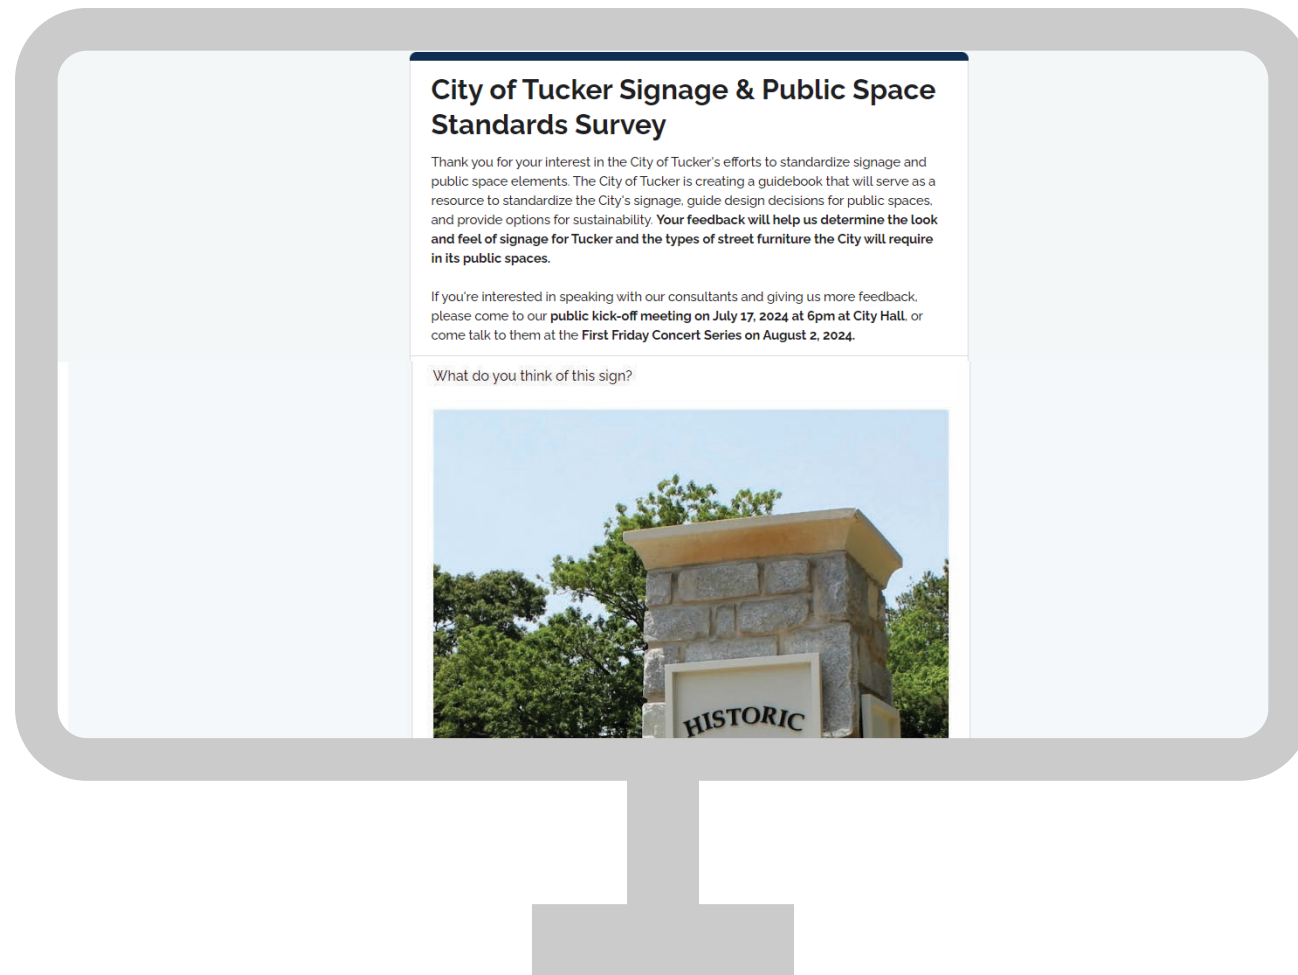 City of Tucker Signage & Public Space
Standards Survey
Thank you for your interest in the City of Tucker's efforts to standardize signage and
public space elements. The City of Tucker is creating a guidebook that will serve as a
resource to standardize the City's signage, guide design decisions for public spaces,
and provide options for sustainability. Your feedback will help us determine the look
and feel of signage for Tucker and the types of street furniture the City will require
in its public spaces.
If you're interested in speaking with our consultants and giving us more feedback,
please come to our public kick-off meeting on July 17, 2024 at 6pm at City Hall, or
come talk to them at the First Friday Concert Series on August 2, 2024.
What do you think of this sign?
HISTORIC